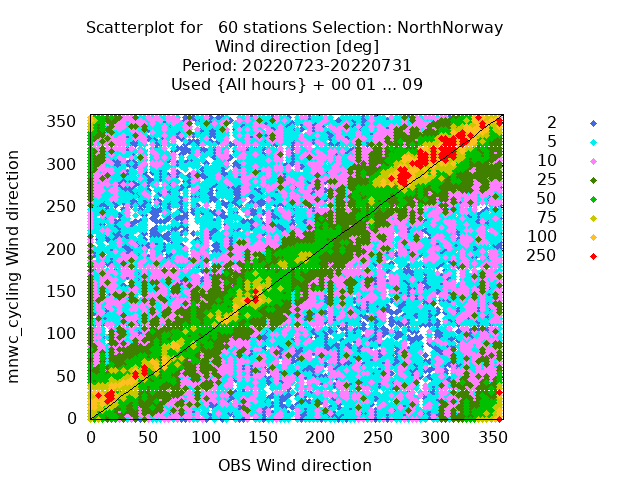 Scatterplot for   60 stations Selection: NorthNorway
Wind direction [deg]
Period: 20220723-20220731
Used {All hours} + 00 01 ... 09
mnwc_cycling Wind direction
350
300
250
200
150
100
50
0
0 50 100 150 200 250 300 350
OBS Wind direction
2
5
10
25
50
75
100
250